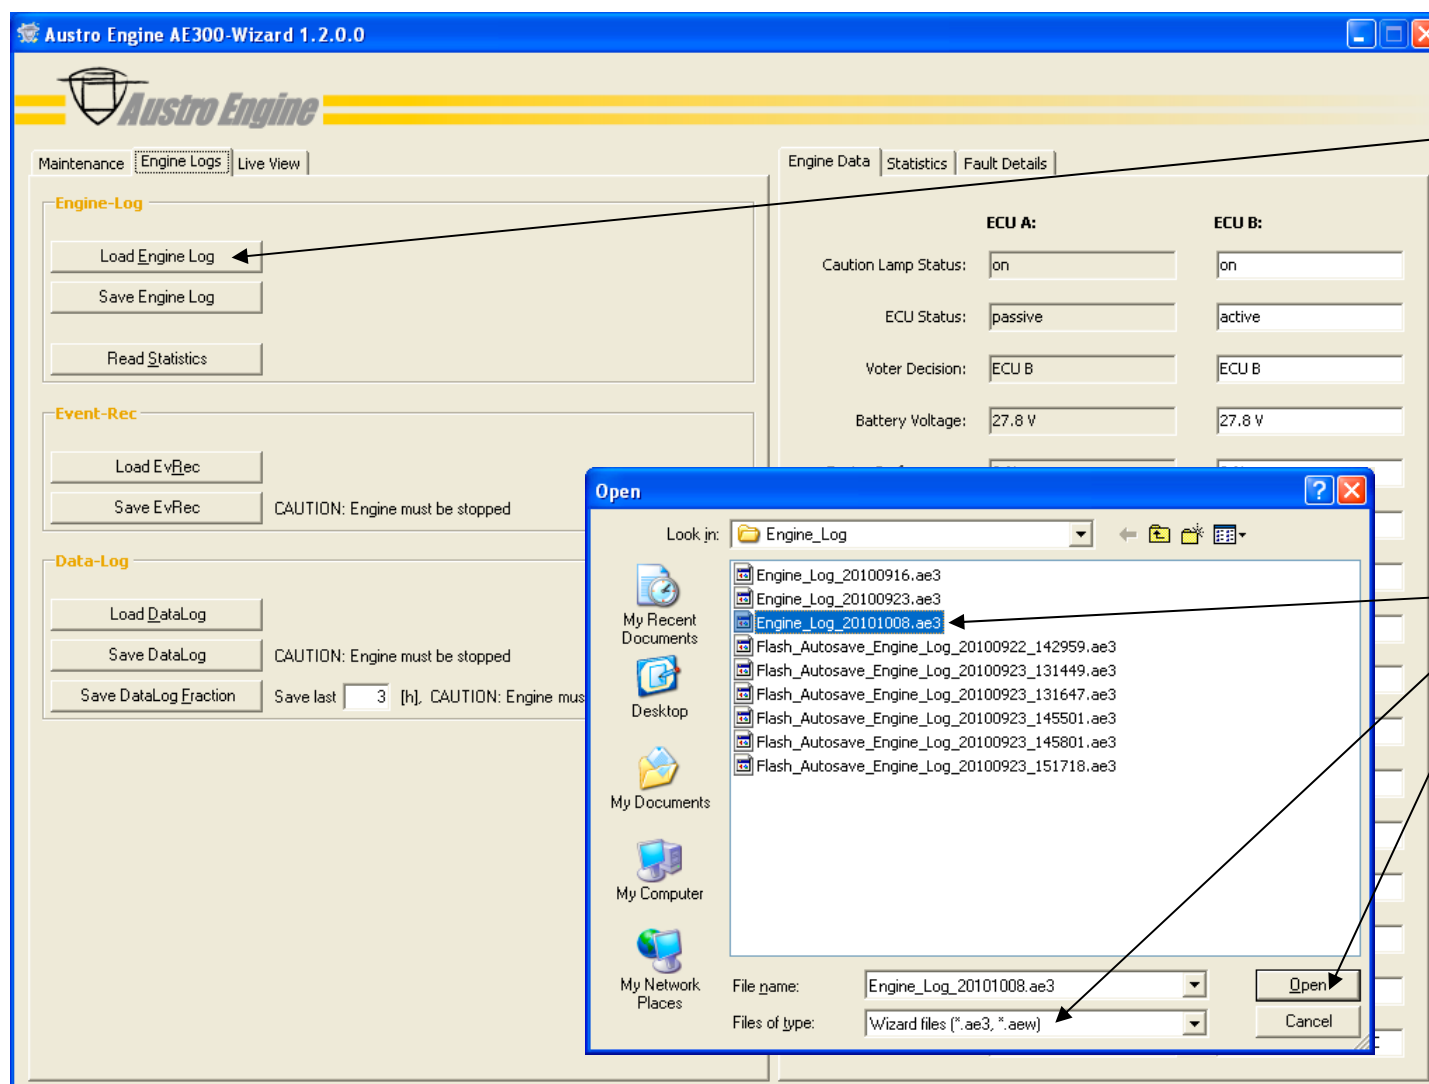 Austro Engine AE300-Wizard 1.2.0.0
Austro Engine
Maintenance Engine Logs Live View
Engine Data Statistics Fault Details
Engine-Log
Load Engine Log
Save Engine Log
Read Statistics
Event-Rec
Load EvRec
Save EvRec CAUTION: Engine must be stopped
Data-Log
Load DataLog
Save DataLog CAUTION: Engine must be stopped
Save DataLog Fraction Save last 3 [h], CAUTION: Engine mus
ECU A: ECU B:
Caution Lamp Status: on on
ECU Status: passive active
Voter Decision: ECU B ECU B
Battery Voltage: 27.8 V 27.8 V
Open
Look in: Engine_Log
My Recent
Documents
Desktop
My Documents
My Computer
My Network
Places
Engine_Log_20100916.ae3
Engine_Log_20100923.ae3
Engine_Log_20101008.ae3
Flash_Autosave_Engine_Log_20100922_142959.ae3
Flash_Autosave_Engine_Log_20100923_131449.ae3
Flash_Autosave_Engine_Log_20100923_131647.ae3
Flash_Autosave_Engine_Log_20100923_145501.ae3
Flash_Autosave_Engine_Log_20100923_145801.ae3
Flash_Autosave_Engine_Log_20100923_151718.ae3
File name: Engine_Log_20101008.ae3 Open
Files of type: Wizard files (*.ae3, *.aew) Cancel